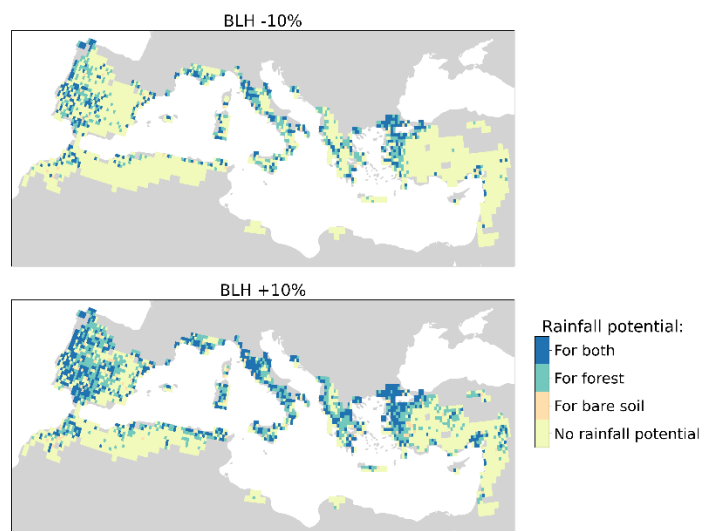 BLH -10%
BLH +10%
Rainfall potential:
For both
For forest
For bare soil
No rainfall potential